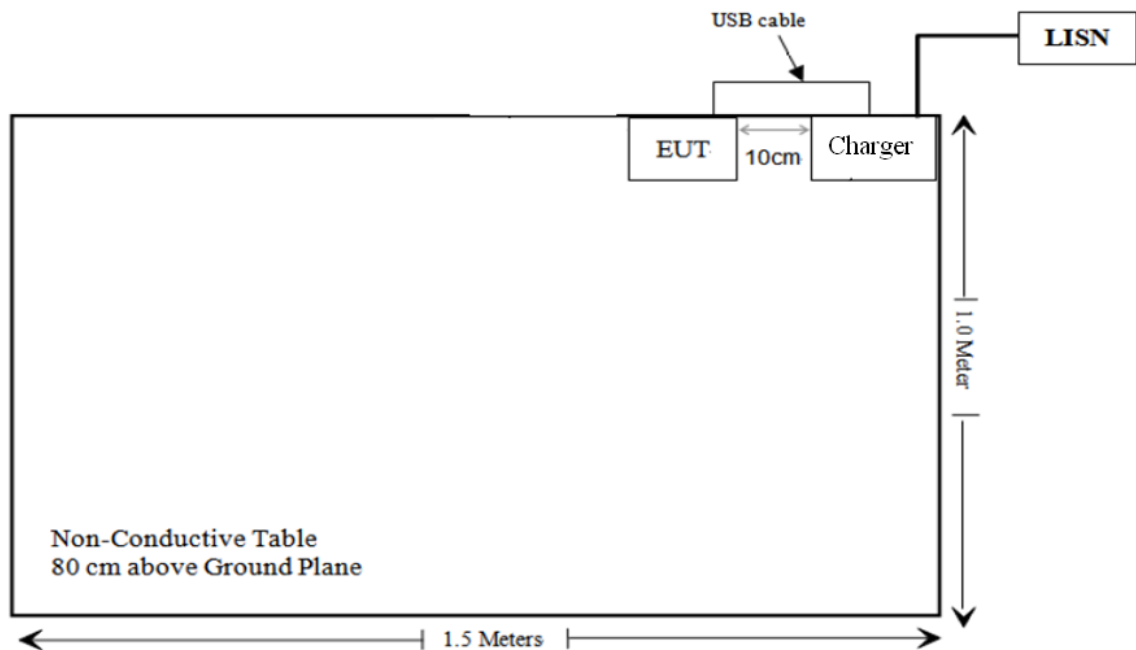 USB cable
LISN
EUT
10cm
Charger
1.0 Meter
Non-Conductive Table
80 cm above Ground Plane
1.5 Meters